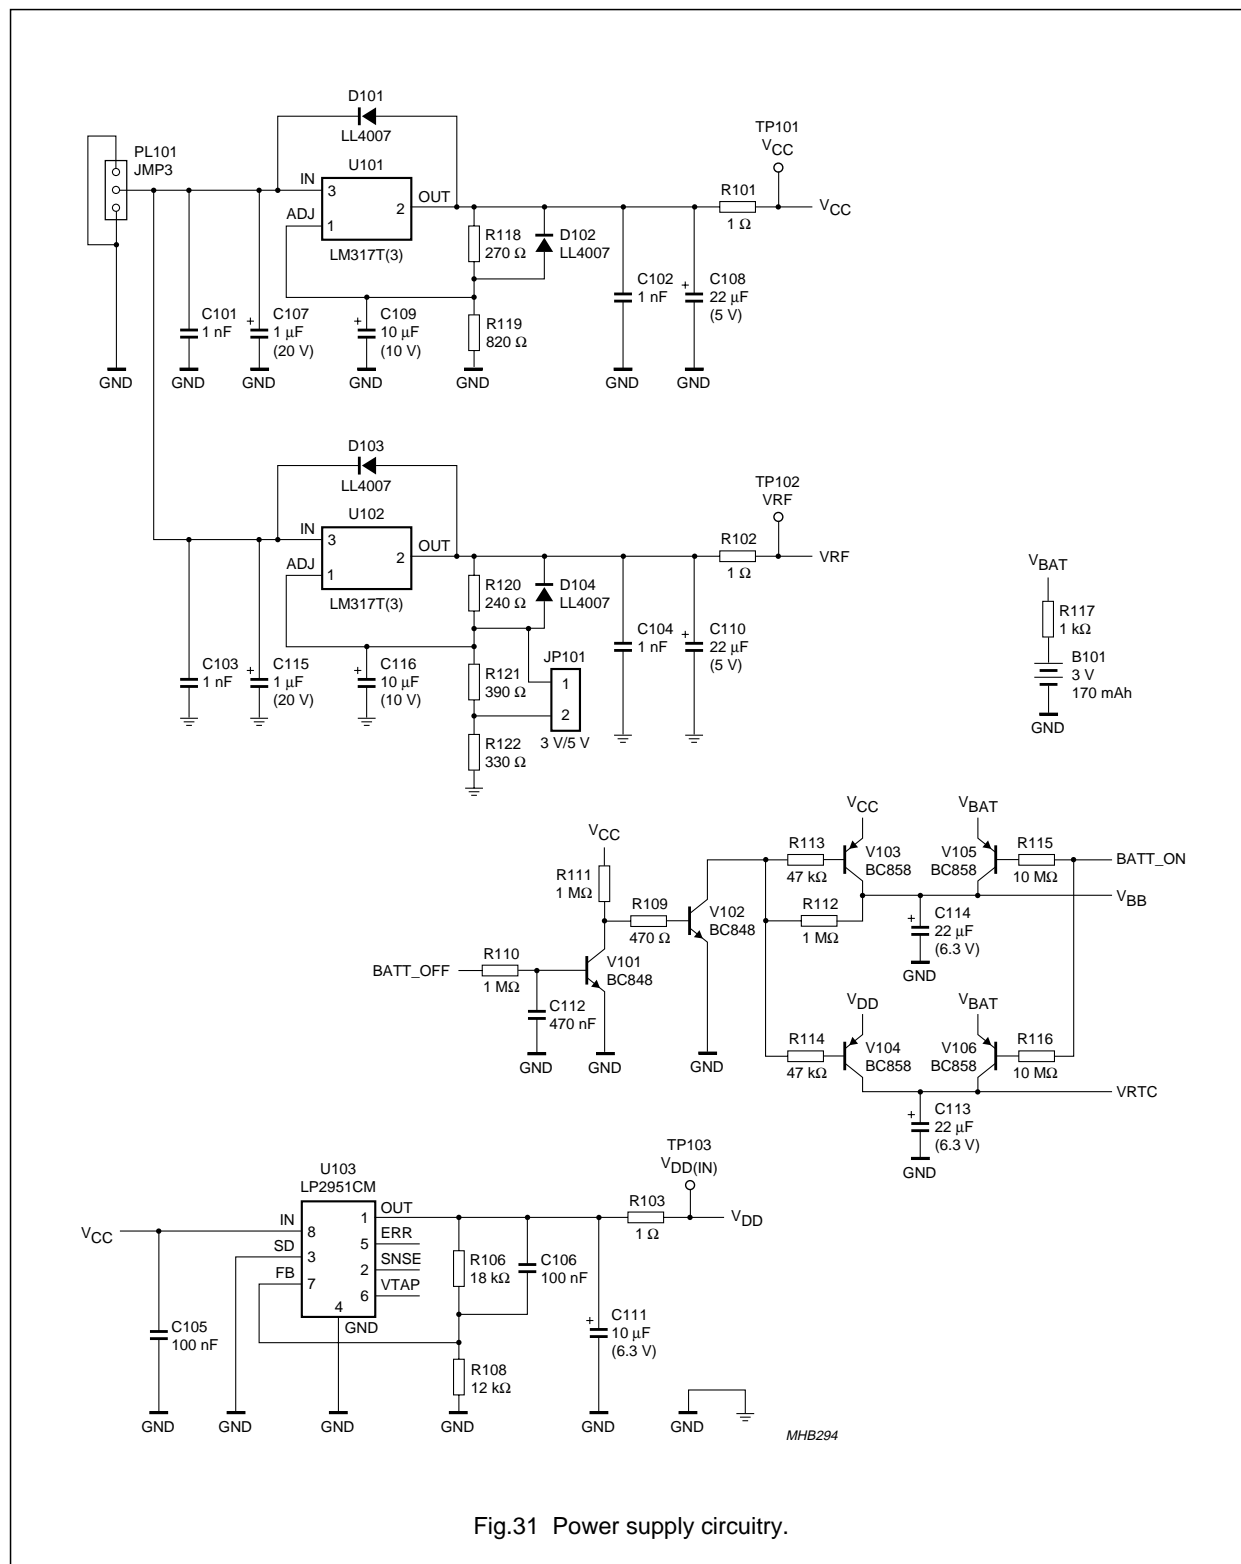 D101
LL4007
PL101
JMP3
U101
IN
3
OUT
2
ADJ
1
LM317T(3)
R118
270 Ω
D102
LL4007
R101
1 Ω
TP101
VCC
VCC
C101
1 nF
C107
+
1 µF
(20 V)
C109
+
10 µF
(10 V)
R119
820 Ω
C102
1 nF
C108
+
22 µF
(5 V)
GND
GND
GND
GND
GND
GND
GND
D103
LL4007
U102
IN
3
OUT
2
ADJ
1
LM317T(3)
R120
240 Ω
D104
LL4007
R102
1 Ω
TP102
VRF
VRF
C103
1 nF
C115
+
1 µF
(20 V)
C116
+
10 µF
(10 V)
R121
390 Ω
JP101
1
2
3 V/5 V
R122
330 Ω
C104
1 nF
C110
+
22 µF
(5 V)
VBAT
R117
1 kΩ
B101
3 V
170 mAh
GND
VCC
R111
1 MΩ
R109
470 Ω
V102
BC848
BATT_OFF
R110
1 MΩ
V101
BC848
C112
470 nF
GND
GND
GND
VCC
VBAT
R113
47 kΩ
V103
BC858
V105
BC858
R115
10 MΩ
BATT_ON
VBB
R112
1 MΩ
C114
+
22 µF
(6.3 V)
GND
VDD
VBAT
R114
47 kΩ
V104
BC858
V106
BC858
R116
10 MΩ
VRTC
C113
+
22 µF
(6.3 V)
GND
U103
LP2951CM
VCC
IN
8
SD
3
FB
7
4
GND
OUT
1
ERR
5
SNSE
2
VTAP
6
R106
18 kΩ
C106
100 nF
R103
1 Ω
TP103
VDD(IN)
VDD
C105
100 nF
R108
12 kΩ
C111
+
10 µF
(6.3 V)
GND
GND
GND
GND
GND
GND
MHB294
Fig.31 Power supply circuitry.